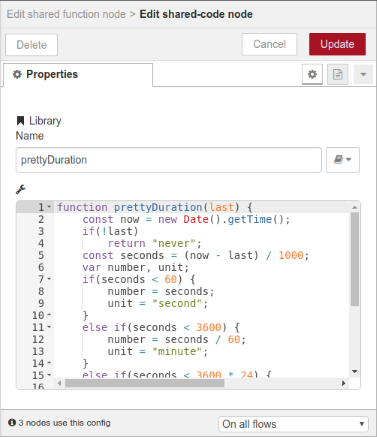 Edit shared function node > Edit shared-code node
Delete
Cancel
Update
Properties
Library
Name
prettyDuration
1 function prettyDuration(last) {
2 const now = new Date().getTime();
3 if(!last)
4 return "never";
5 const seconds = (now - last) / 1000;
6 var number, unit;
7 if(seconds < 60) {
8 number = seconds;
9 unit = "second";
10 }
11 else if(seconds < 3600) {
12 number = seconds / 60;
13 unit = "minute";
14 }
15 else if(seconds < 3600 * 24) {
16
3 nodes use this config
On all flows